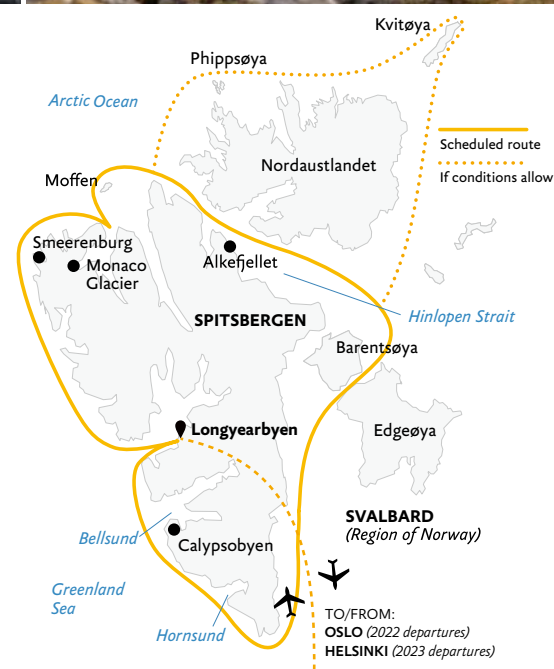 Kvitøya
Phippsøya
Arctic Ocean
Scheduled route
If conditions allow
Nordaustlandet
Moffen
Smeerenburg
Monaco
Glacier
Alkefjellet
Hinlopen Strait
SPITSBERGEN
Barentsøya
Longyearbyen
Edgeøya
SVALBARD
(Region of Norway)
Bellsund
Calypsobyen
Greenland
Sea
Hornsund
TO/FROM:
OSLO (2022 departures)
HELSINKI (2023 departures)